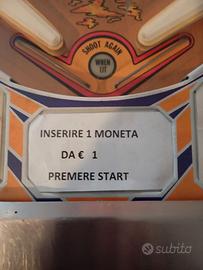 SHOOT AGAIN
WHEN
LIT
INSERIRE 1 MONETA
DA € 1
PREMERE START
subito